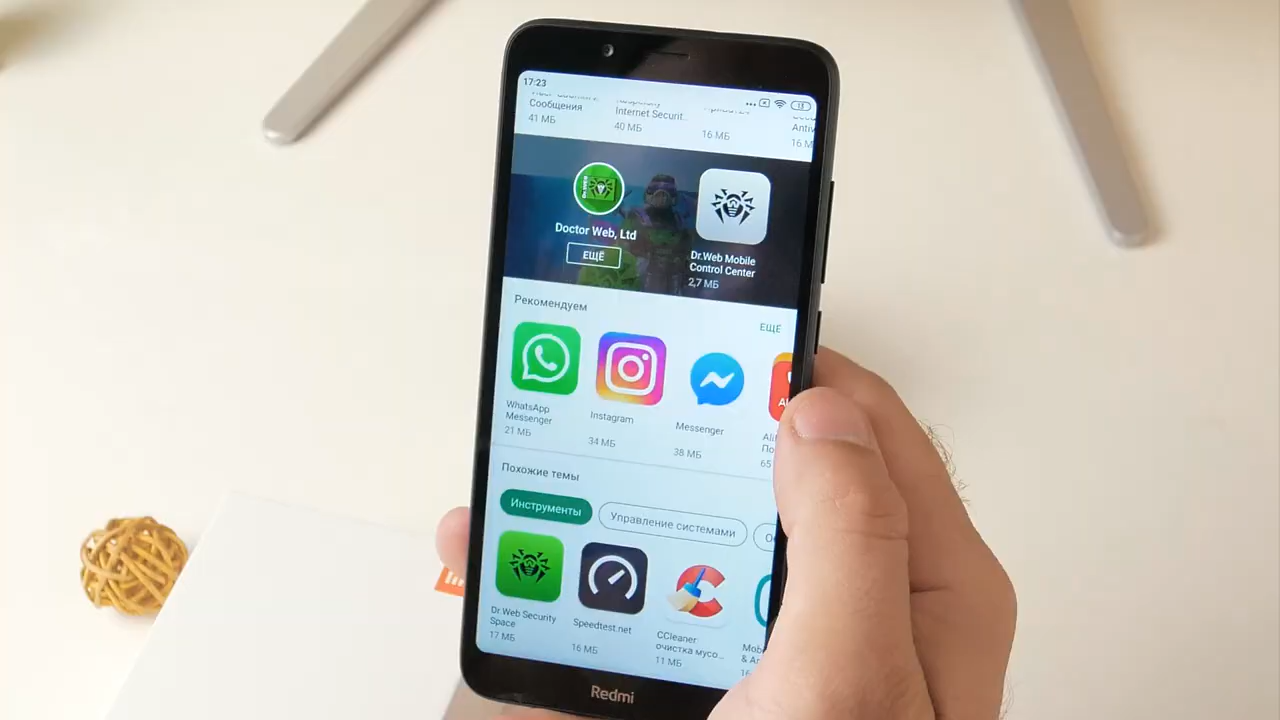 17:23
Сообщения
41 МБ
Internet Securit...
40 МБ
16 МБ
16 М
Dr.WEB
Doctor Web, Ltd
ЕЩЁ
Dr.Web Mobile
Control Center
2,7 МБ
Рекомендуем
ЕЩЁ
WhatsApp
Messenger
21 МБ
Instagram
34 МБ
Messenger
38 МБ
65
Похожие темы
Инструменты
Управление системами
Dr.Web Security
Space
17 МБ
Speedtest.net
16 МБ
CCleaner:
очистка мусо...
11 МБ
Redmi